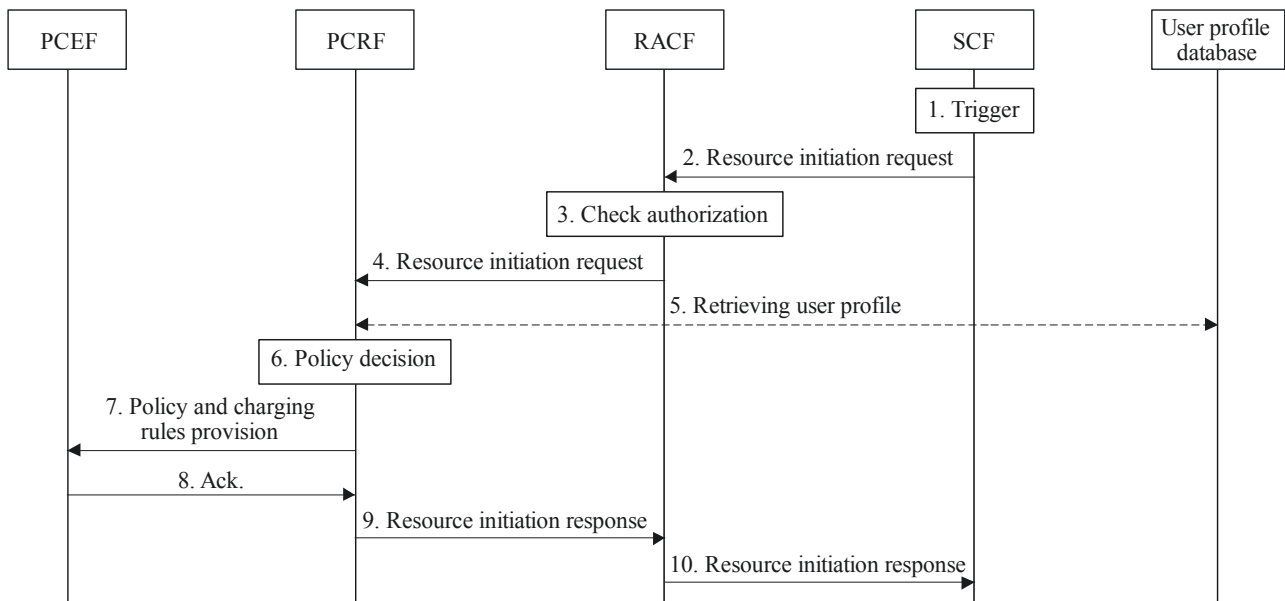 PCEF
PCRF
RACF
SCF
User profile
database
1. Trigger
2. Resource initiation request
3. Check authorization
4. Resource initiation request
5. Retrieving user profile
6. Policy decision
7. Policy and charging
rules provision
8. Ack.
9. Resource initiation response
10. Resource initiation response